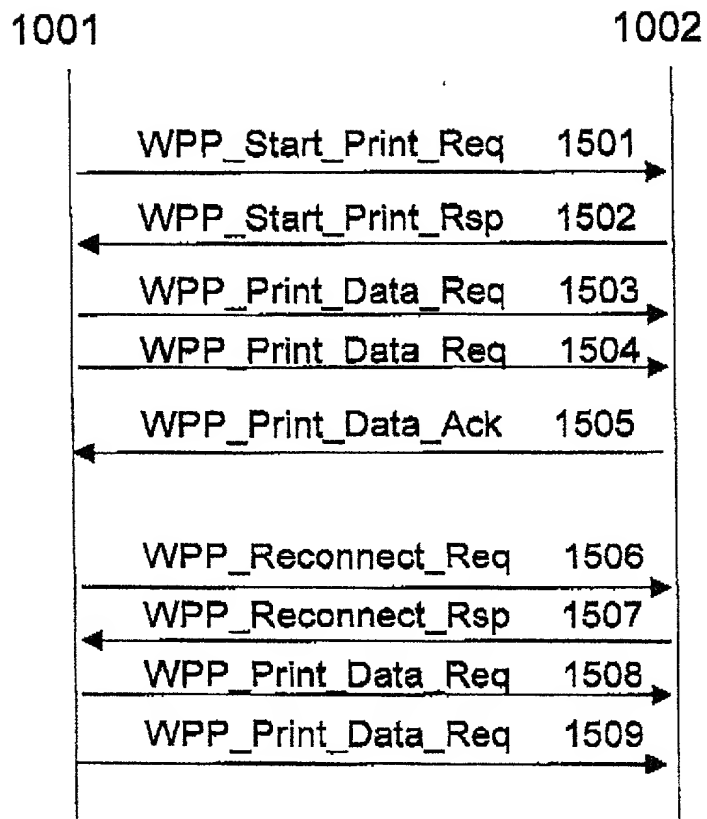 1001 1002
WPP_Start_Print_Req 1501
WPP_Start_Print_Rsp 1502
WPP_Print_Data_Req 1503
WPP_Print_Data_Req 1504
WPP_Print_Data_Ack 1505
WPP_Reconnect_Req 1506
WPP_Reconnect_Rsp 1507
WPP_Print_Data_Req 1508
WPP_Print_Data_Req 1509